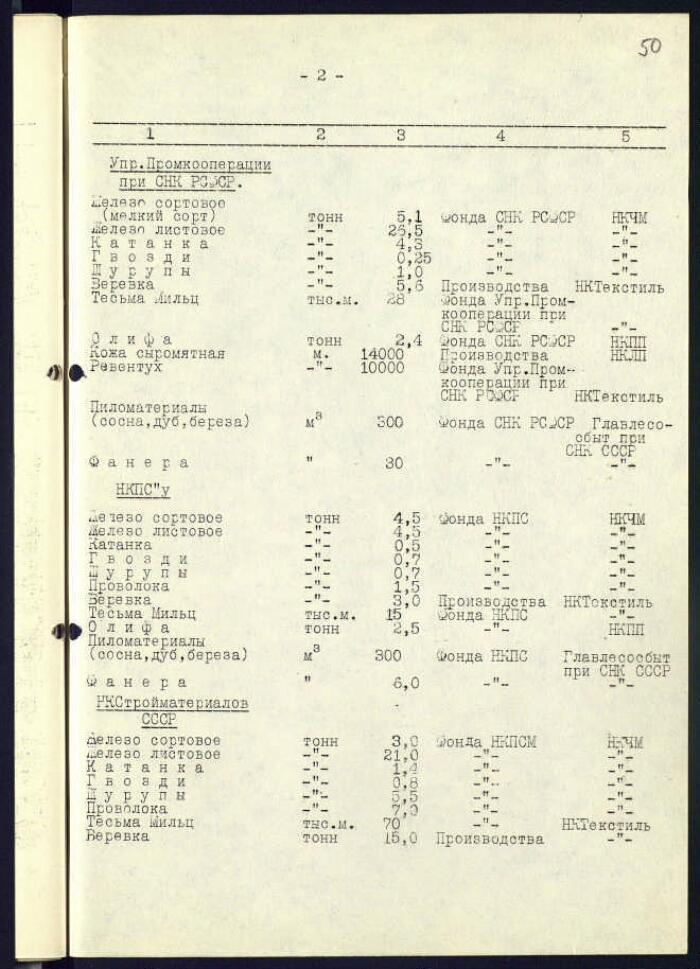 50
- 2 -
1 2 3 4 5
Упр.Промкооперации
при СНК РСФСР.
Железо сортовое
(мелкий сорт) тонн 5,1 Фонда СНК РСФСР НКЧМ
Железо листовое -"- 26,5 -"- -"-
К а т а н к а -"- 4,3 -"- -"-
Г в о з д и -"- 0,25 -"- -"-
Ш у р у п ы -"- 1,0 -"- -"-
Веревка -"- 5,6 Производства НКТекстиль
Тесьма Мильц тыс.м. 28 Фонда Упр.Пром-
кооперации при
СНК РСФСР -"-
О л и ф а тонн 2,4 Фонда СНК РСФСР НКПП
Кожа сыромятная м. 14000 Производства НКЛП
Ревентух -"- 10000 Фонда Упр.Пром-
кооперации при
СНК РСФСР НКТекстиль
Пиломатериалы
(сосна,дуб,береза) м3 300 Фонда СНК РСФСР Главлесо-
сбыт при
СНК СССР
Ф а н е р а " 30 -"- -"-
НКПС"у
Железо сортовое тонн 4,5 Фонда НКПС НКЧМ
Железо листовое -"- 4,5 -"- -"-
Катанка -"- 0,5 -"- -"-
Г в о з д и -"- 0,7 -"- -"-
Ш у р у п ы -"- 0,7 -"- -"-
Проволока -"- 1,5 -"- -"-
Веревка -"- 3,0 Производства НКТекстиль
Тесьма Мильц тыс.м. 15 Фонда НКПС -"-
О л и ф а тонн 2,5 -"- НКПП
Пиломатериалы
(сосна,дуб,береза) м3 300 Фонда НКПС Главлесосбыт
при СНК СССР
Ф а н е р а " 6,0 -"- -"-
НКСтройматериалов
СССР
Железо сортовое тонн 3,0 Фонда НКПСМ НКЧМ
Железо листовое -"- 21,0 -"- -"-
К а т а н к а -"- 1,4 -"- -"-
Г в о з д и -"- 0,8 -"- -"-
Ш у р у п ы -"- 5,5 -"- -"-
Проволока -"- 7,0 -"- -"-
Тесьма Мильц тыс.м. 70 -"- НКТекстиль
Веревка тонн 15,0 Производства -"-